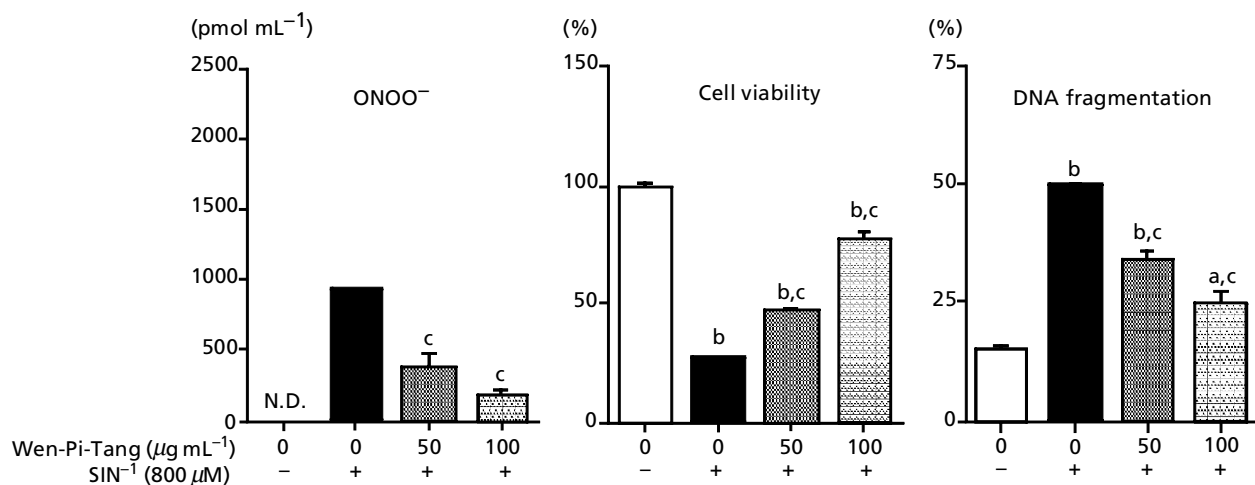 (pmol mL⁻¹) (%) (%)
2500 150 75
ONOO⁻ Cell viability DNA fragmentation
2000
b
1500 100 50
b,c b,c
1000 a,c
b,c 25
50 b
500 c
c
N.D.
0 0 0
Wen-Pi-Tang (μg mL⁻¹) 0 0 50 100 0 0 50 100 0 0 50 100
SIN⁻¹ (800 μM) – + + + – + + + – + + +